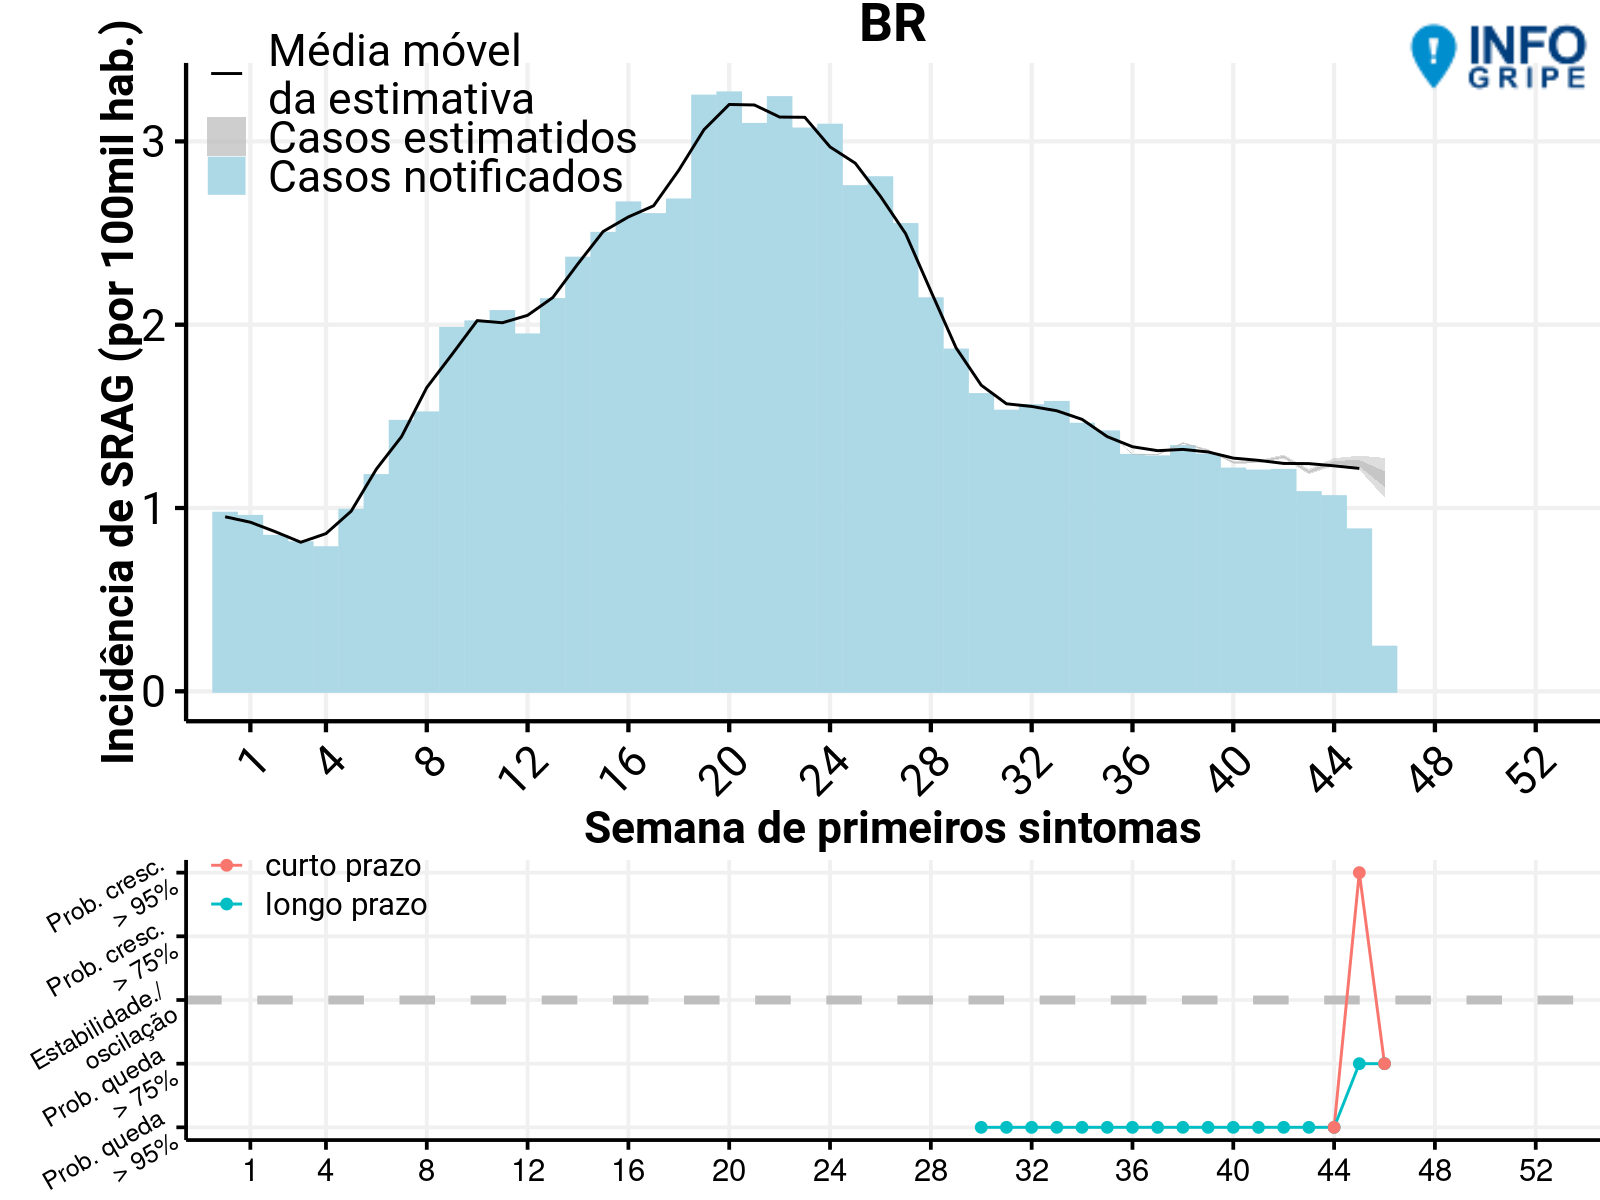 BR
INFO
GRIPE
Média móvel
da estimativa
Casos estimatidos
Casos notificados
Incidência de SRAG (por 100mil hab.)
3
2
1
0
1 4 8 12 16 20 24 28 32 36 40 44 48 52
Semana de primeiros sintomas
curto prazo
longo prazo
Prob. cresc.
> 95%
Prob. cresc.
> 75%
Estabilidade./
oscilação
Prob. queda
> 75%
Prob. queda
> 95%
1 4 8 12 16 20 24 28 32 36 40 44 48 52